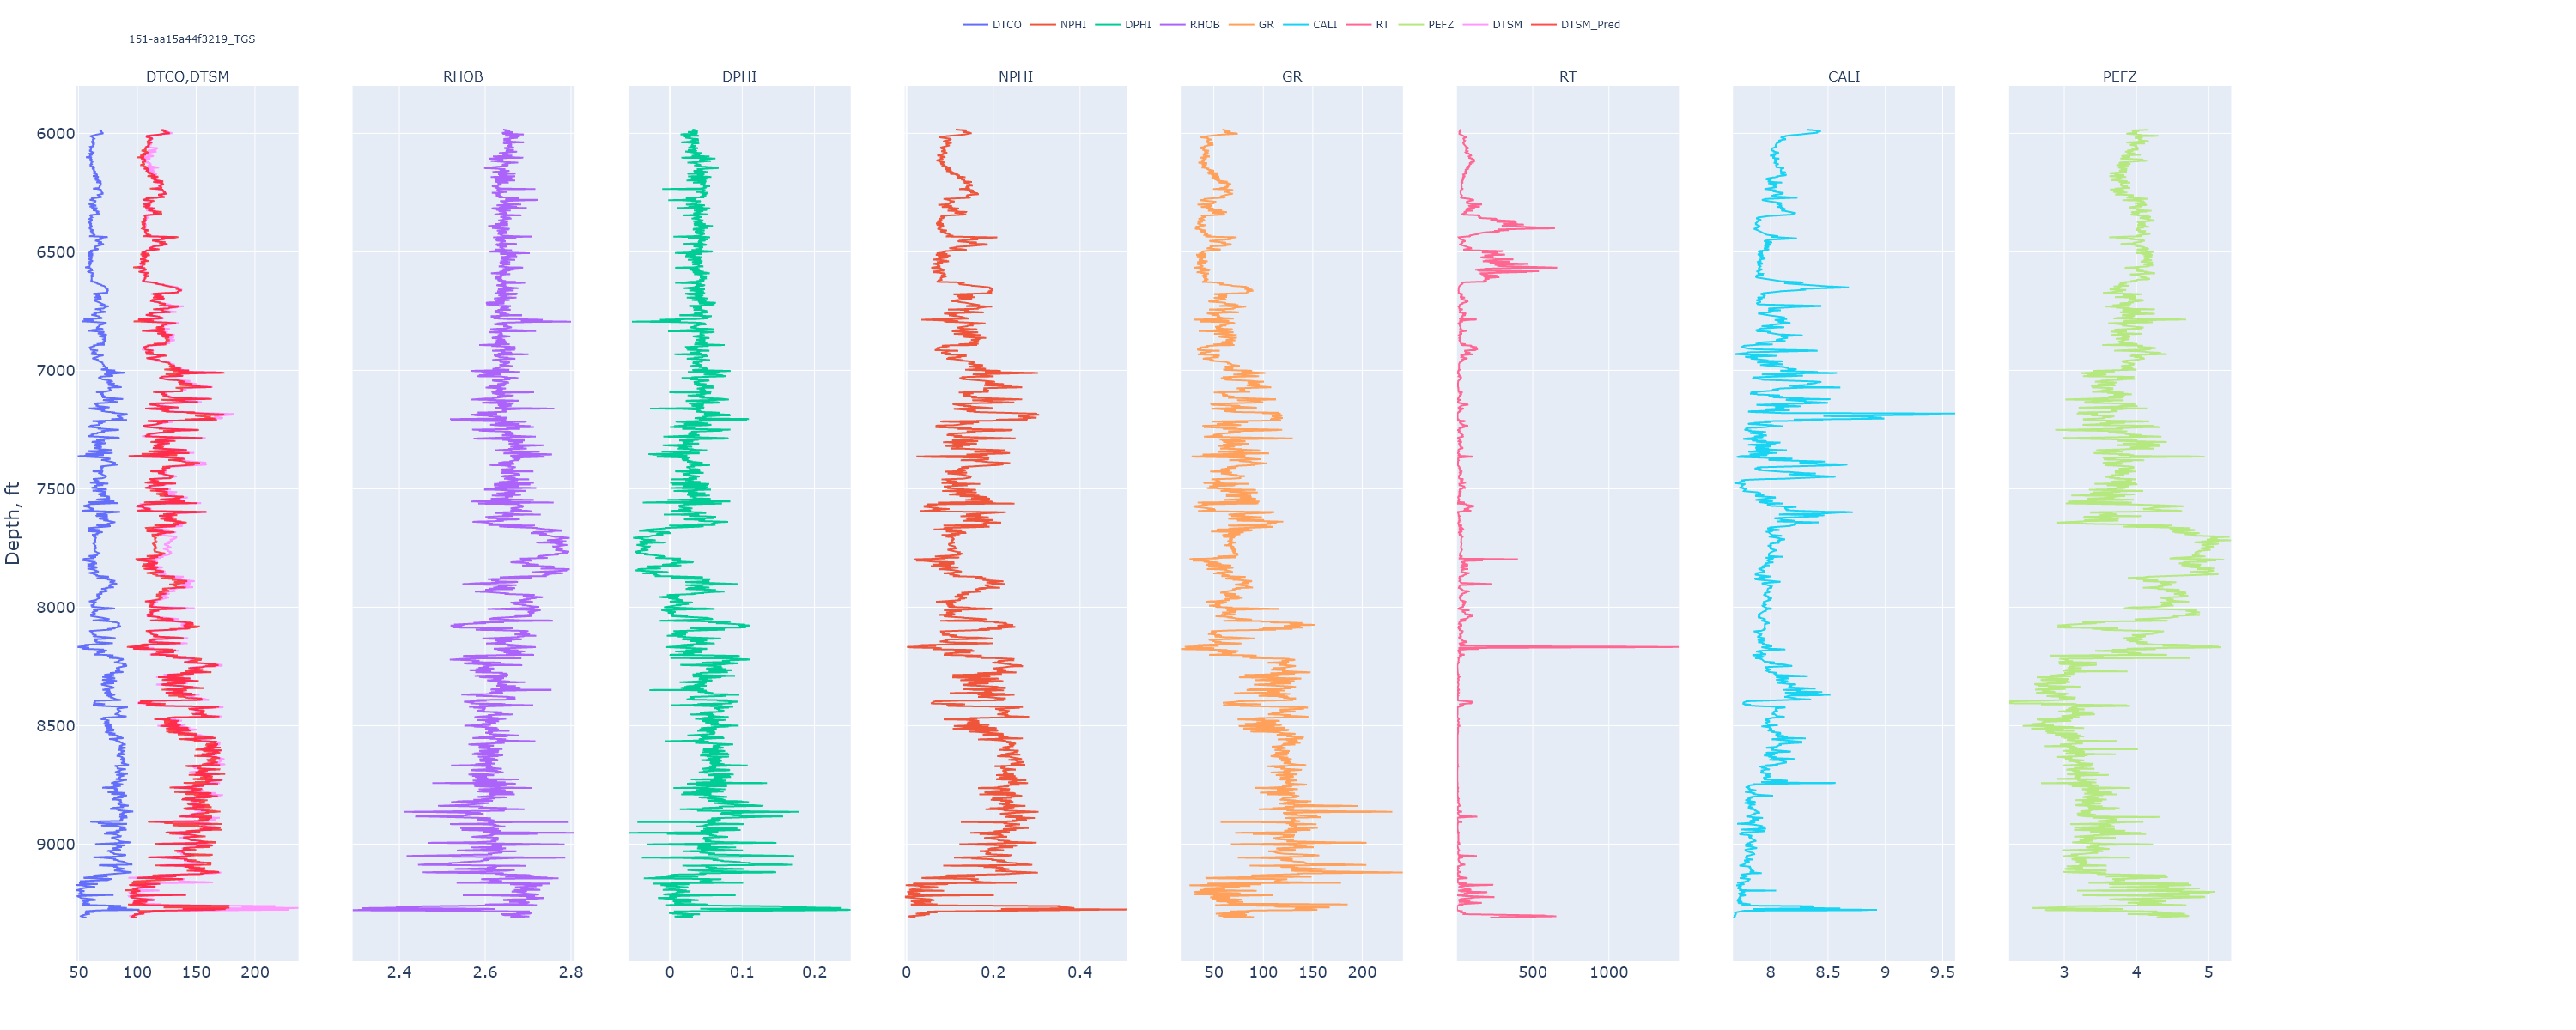 DTCO NPHI DPHI RHOB GR CALI RT PEFZ DTSM DTSM_Pred
151-aa15a44f3219_TGS
DTCO,DTSM RHOB DPHI NPHI GR RT CALI PEFZ
6000
6500
7000
7500
Depth, ft
8000
8500
9000
50 100 150 200 2.4 2.6 2.8 0 0.1 0.2 0 0.2 0.4 50 100 150 200 500 1000 8 8.5 9 9.5 3 4 5